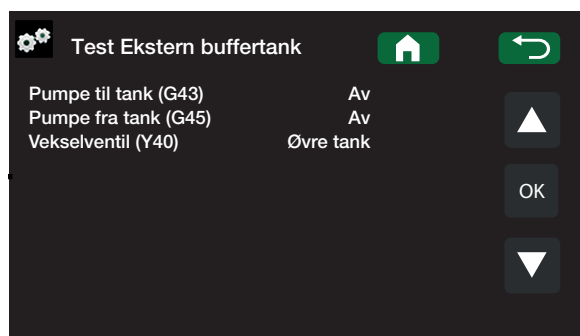 Test Ekstern buffertank
Pumpe til tank (G43) Av
Pumpe fra tank (G45) Av
Vekselventil (Y40) Øvre tank
OK